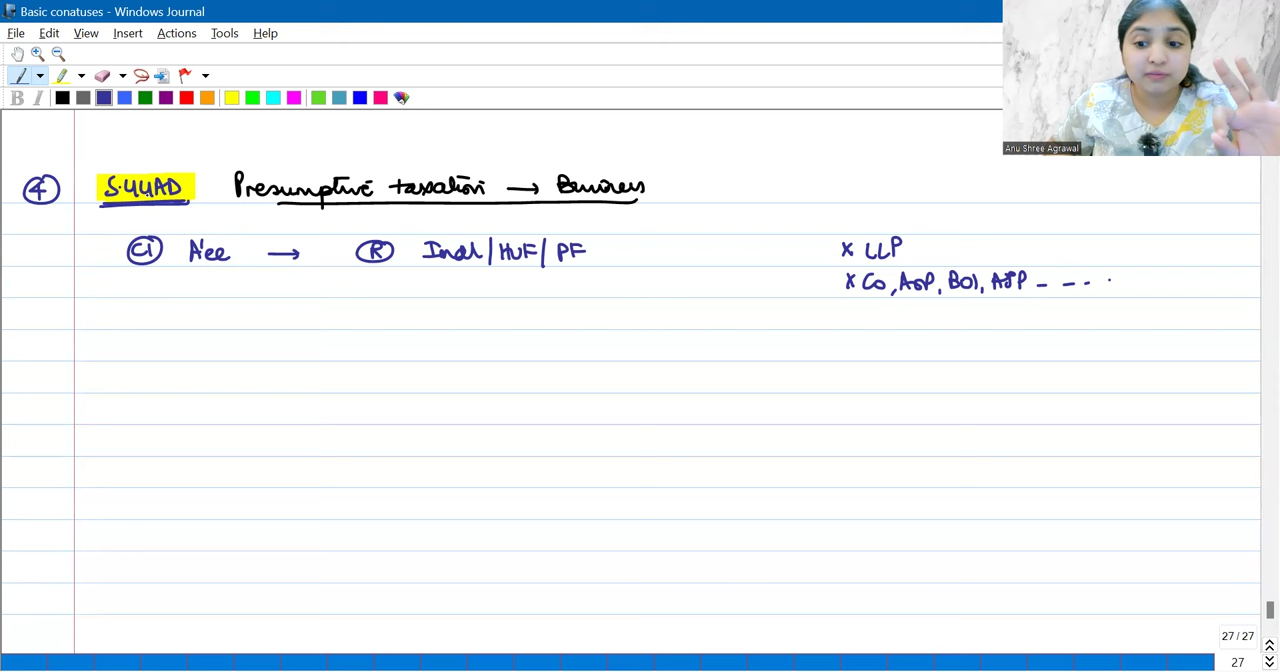 Basic conatuses - Windows Journal
File Edit View Insert Actions Tools Help
B I
Anu Shree Agrawal
4 S.44AD Presumptive taxation → Business
C1 A'ee → R Indl/HUF/PF x LLP
x Co, AOP, BOI, AJP - - - -
27 / 27
27